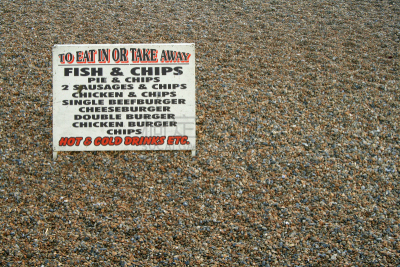 TO EAT IN OR TAKE AWAY
FISH & CHIPS
PIE & CHIPS
2 SAUSAGES & CHIPS
CHICKEN & CHIPS
SINGLE BEEFBURGER
CHEESEBURGER
DOUBLE BURGER
CHICKEN BURGER
CHIPS
HOT & COLD DRINKS ETC.